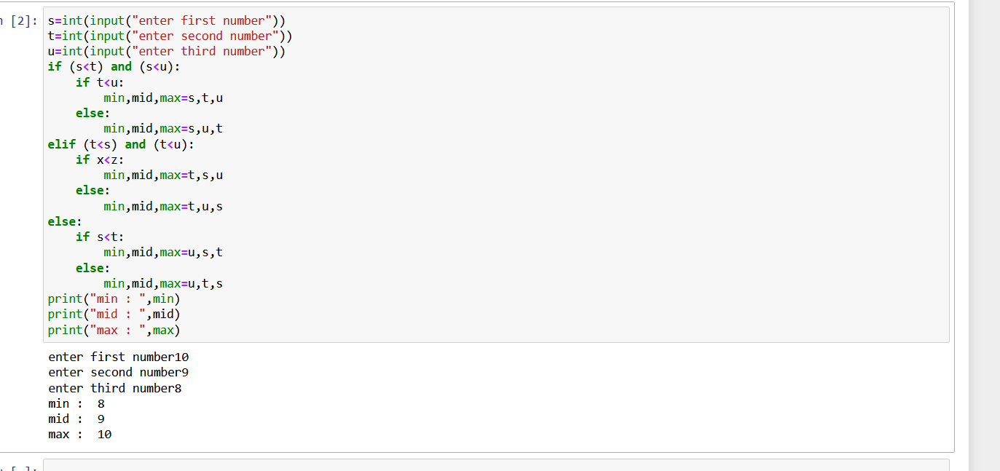 [2]: s=int(input("enter first number"))
t=int(input("enter second number"))
u=int(input("enter third number"))
if (s<t) and (s<u):
    if t<u:
        min,mid,max=s,t,u
    else:
        min,mid,max=s,u,t
elif (t<s) and (t<u):
    if x<z:
        min,mid,max=t,s,u
    else:
        min,mid,max=t,u,s
else:
    if s<t:
        min,mid,max=u,s,t
    else:
        min,mid,max=u,t,s
print("min : ",min)
print("mid : ",mid)
print("max : ",max)
enter first number10
enter second number9
enter third number8
min :  8
mid :  9
max :  10